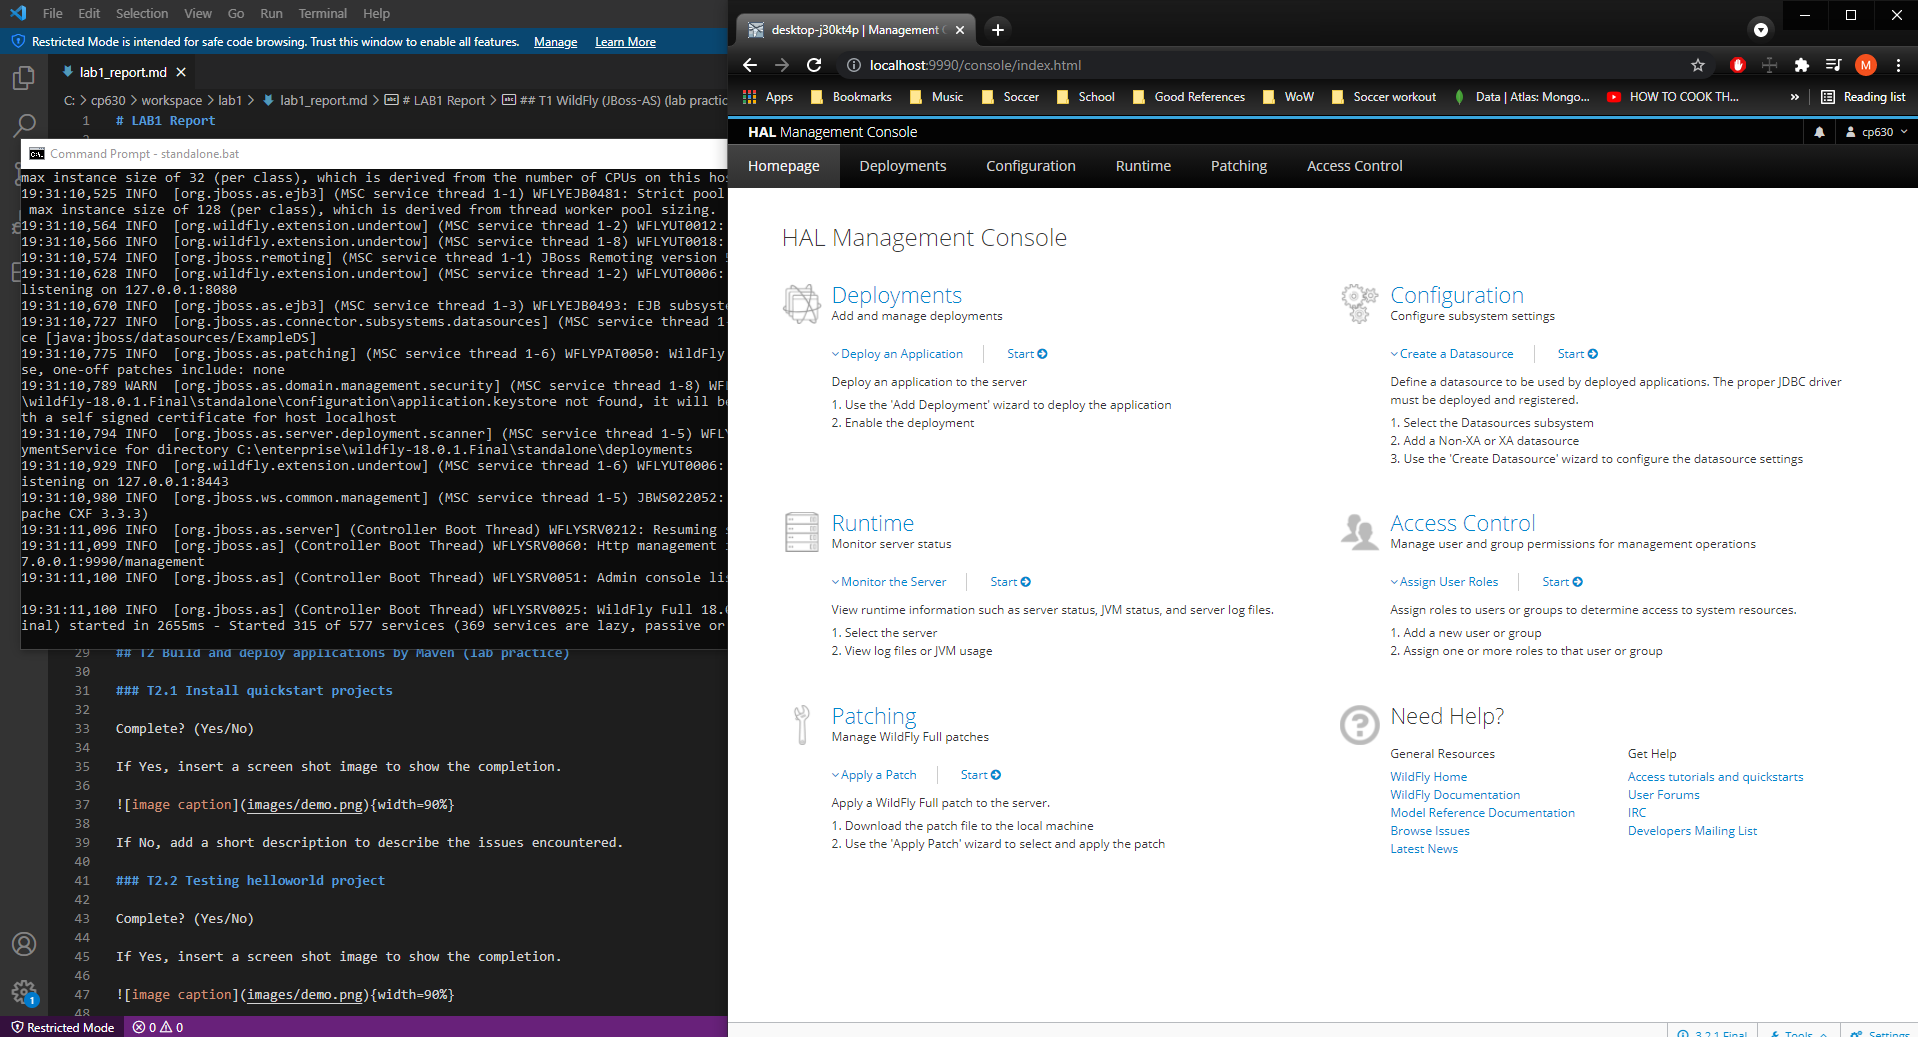 File Edit Selection View Go Run Terminal Help
Restricted Mode is intended for safe code browsing. Trust this window to enable all features. Manage Learn More
lab1_report.md
C: > cp630 > workspace > lab1 > lab1_report.md > # LAB1 Report > ## T1 WildFly (JBoss-AS) (lab practic
1 # LAB1 Report
Command Prompt - standalone.bat
max instance size of 32 (per class), which is derived from the number of CPUs on this hos
19:31:10,525 INFO [org.jboss.as.ejb3] (MSC service thread 1-1) WFLYEJB0481: Strict pool
max instance size of 128 (per class), which is derived from thread worker pool sizing.
19:31:10,564 INFO [org.wildfly.extension.undertow] (MSC service thread 1-2) WFLYUT0012:
19:31:10,566 INFO [org.wildfly.extension.undertow] (MSC service thread 1-8) WFLYUT0018:
19:31:10,574 INFO [org.jboss.remoting] (MSC service thread 1-1) JBoss Remoting version
19:31:10,628 INFO [org.wildfly.extension.undertow] (MSC service thread 1-2) WFLYUT0006:
listening on 127.0.0.1:8080
19:31:10,670 INFO [org.jboss.as.ejb3] (MSC service thread 1-3) WFLYEJB0493: EJB subsyst
19:31:10,727 INFO [org.jboss.as.connector.subsystems.datasources] (MSC service thread 1-
ce [java:jboss/datasources/ExampleDS]
19:31:10,775 INFO [org.jboss.as.patching] (MSC service thread 1-6) WFLYPAT0050: WildFly
se, one-off patches include: none
19:31:10,789 WARN [org.jboss.as.domain.management.security] (MSC service thread 1-8) WF
\wildfly-18.0.1.Final\standalone\configuration\application.keystore not found, it will b
th a self signed certificate for host localhost
19:31:10,794 INFO [org.jboss.as.server.deployment.scanner] (MSC service thread 1-5) WFL
ymentService for directory C:\enterprise\wildfly-18.0.1.Final\standalone\deployments
19:31:10,929 INFO [org.wildfly.extension.undertow] (MSC service thread 1-6) WFLYUT0006:
istening on 127.0.0.1:8443
19:31:10,980 INFO [org.jboss.ws.common.management] (MSC service thread 1-5) JBWS022052:
pache CXF 3.3.3)
19:31:11,096 INFO [org.jboss.as.server] (Controller Boot Thread) WFLYSRV0212: Resuming
19:31:11,099 INFO [org.jboss.as] (Controller Boot Thread) WFLYSRV0060: Http management
7.0.0.1:9990/management
19:31:11,100 INFO [org.jboss.as] (Controller Boot Thread) WFLYSRV0051: Admin console lis
19:31:11,100 INFO [org.jboss.as] (Controller Boot Thread) WFLYSRV0025: WildFly Full 18.
inal) started in 2655ms - Started 315 of 577 services (369 services are lazy, passive or
29 ## T2 Build and deploy applications by Maven (lab practice)
30
31 ### T2.1 Install quickstart projects
32
33 Complete? (Yes/No)
34
35 If Yes, insert a screen shot image to show the completion.
36
37 ![image caption](images/demo.png){width=90%}
38
39 If No, add a short description to describe the issues encountered.
40
41 ### T2.2 Testing helloworld project
42
43 Complete? (Yes/No)
44
45 If Yes, insert a screen shot image to show the completion.
46
47 ![image caption](images/demo.png){width=90%}
48
1
Restricted Mode 0 0
desktop-j30kt4p | Management C
localhost:9990/console/index.html
M
Apps Bookmarks Music Soccer School Good References WoW Soccer workout Data | Atlas: Mongo... HOW TO COOK TH... » Reading list
HAL Management Console cp630
Homepage Deployments Configuration Runtime Patching Access Control
HAL Management Console
Deployments
Add and manage deployments
Deploy an Application Start
Deploy an application to the server
1. Use the 'Add Deployment' wizard to deploy the application
2. Enable the deployment
Configuration
Configure subsystem settings
Create a Datasource Start
Define a datasource to be used by deployed applications. The proper JDBC driver
must be deployed and registered.
1. Select the Datasources subsystem
2. Add a Non-XA or XA datasource
3. Use the 'Create Datasource' wizard to configure the datasource settings
Runtime
Monitor server status
Monitor the Server Start
View runtime information such as server status, JVM status, and server log files.
1. Select the server
2. View log files or JVM usage
Access Control
Manage user and group permissions for management operations
Assign User Roles Start
Assign roles to users or groups to determine access to system resources.
1. Add a new user or group
2. Assign one or more roles to that user or group
Patching
Manage WildFly Full patches
Apply a Patch Start
Apply a WildFly Full patch to the server.
1. Download the patch file to the local machine
2. Use the 'Apply Patch' wizard to select and apply the patch
Need Help?
General Resources
WildFly Home
WildFly Documentation
Model Reference Documentation
Browse Issues
Latest News
Get Help
Access tutorials and quickstarts
User Forums
IRC
Developers Mailing List
3.2.1.Final Tools Settings